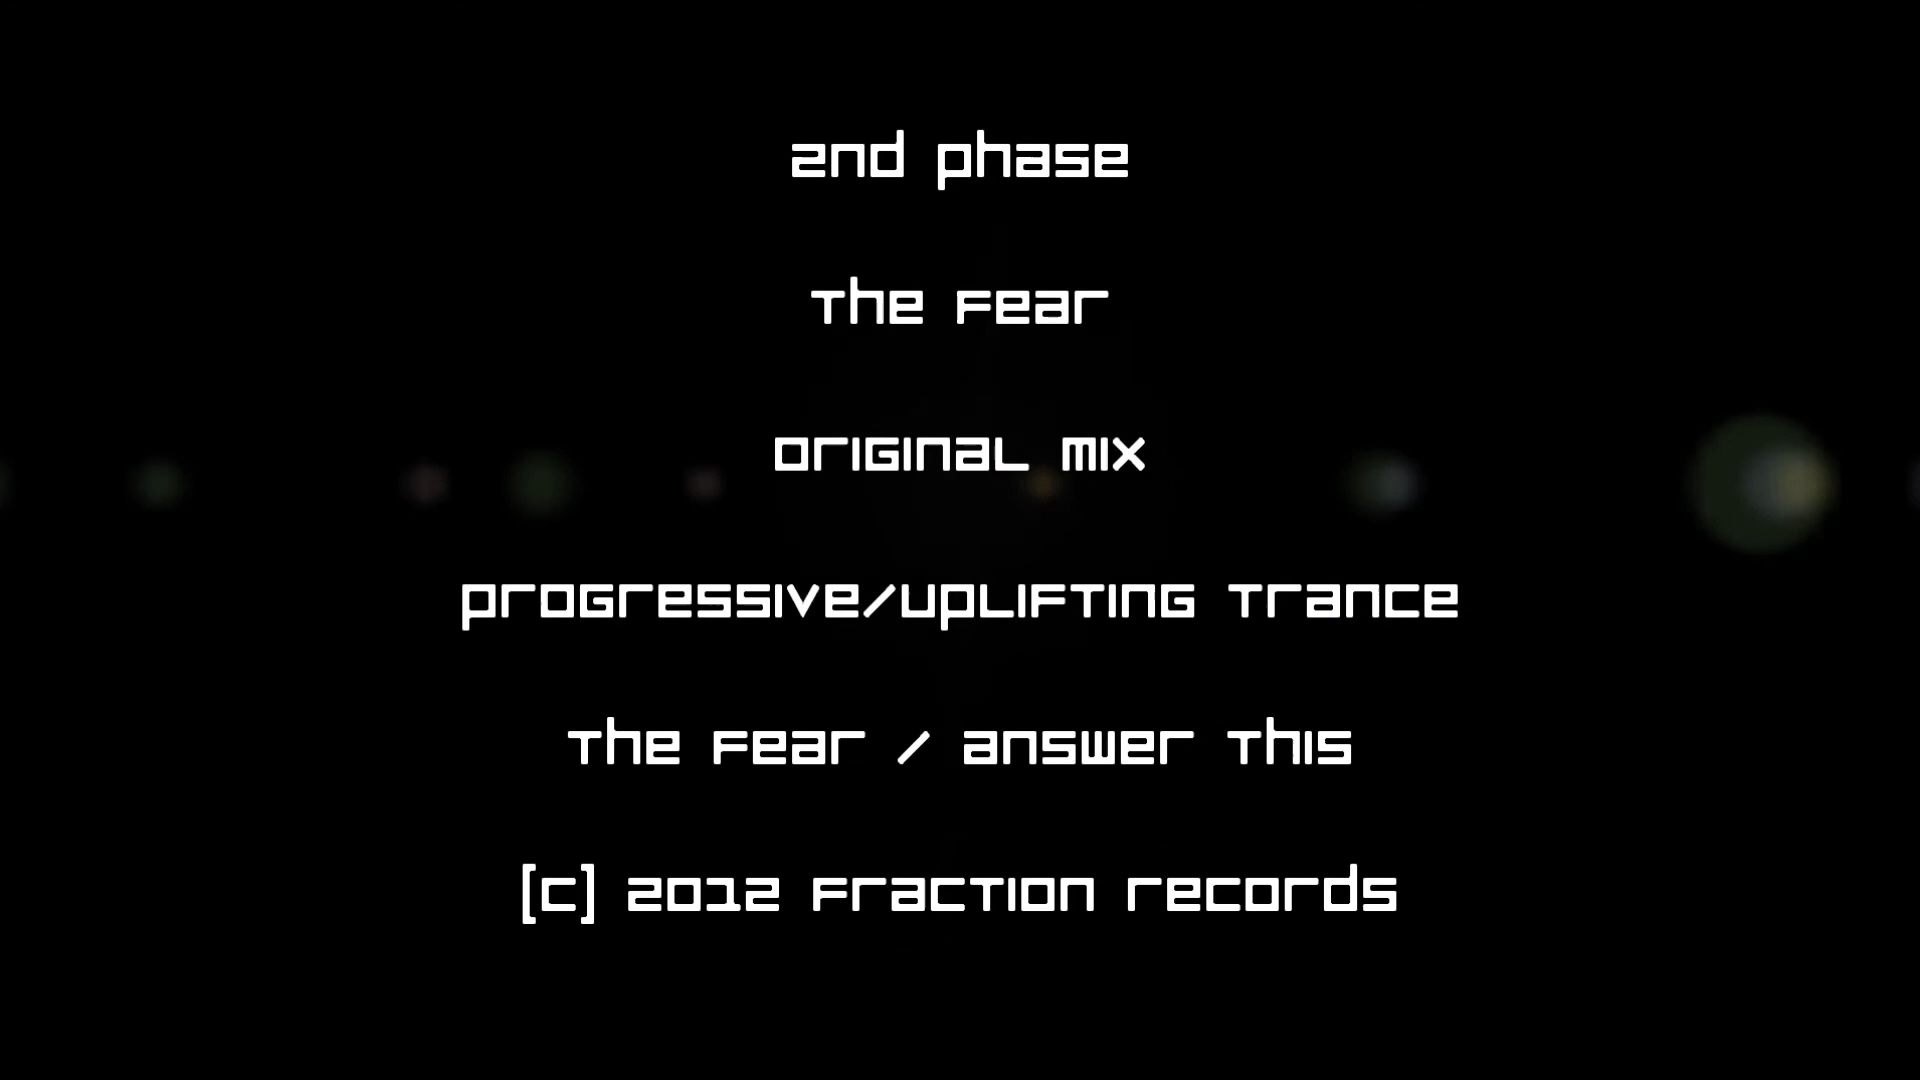 2nd phase
The Fear
Original Mix
Progressive/Uplifting Trance
The Fear / Answer This
[c] 2012 Fraction Records